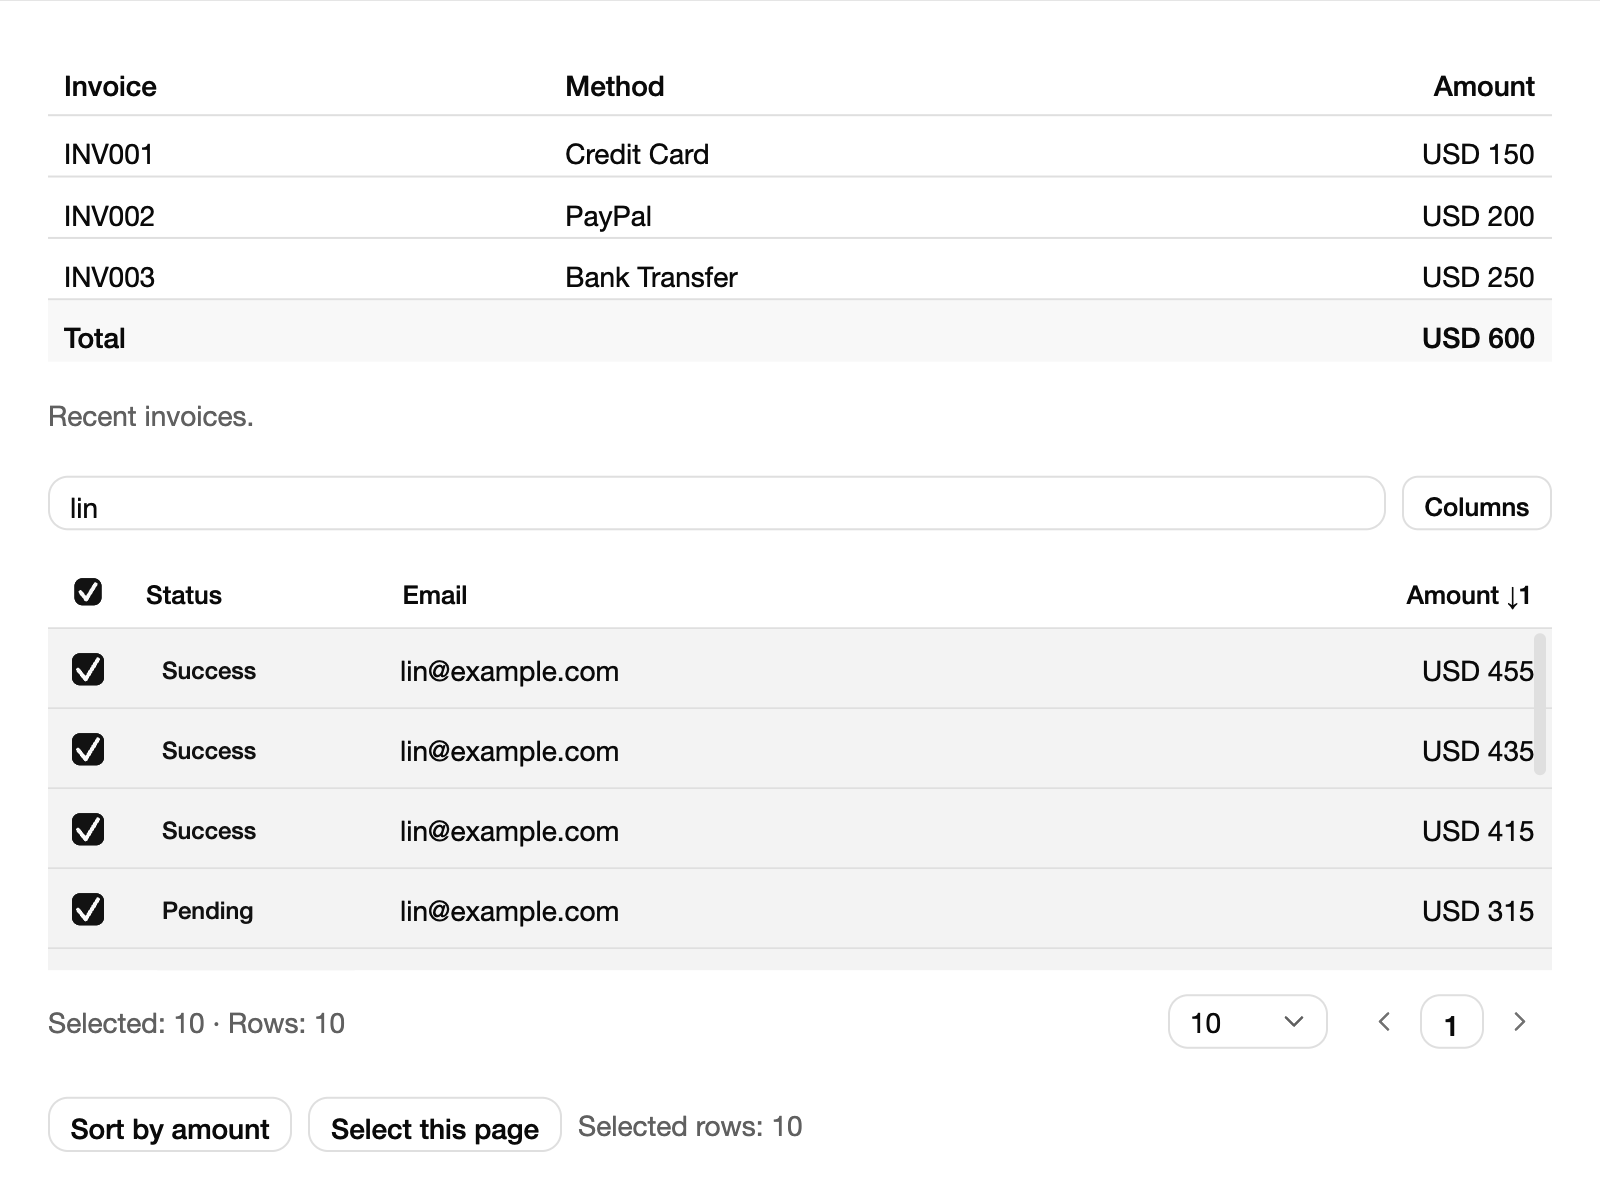 Invoice Method Amount
INV001 Credit Card USD 150
INV002 PayPal USD 200
INV003 Bank Transfer USD 250
Total USD 600
Recent invoices.
lin Columns
Status Email Amount ↓1
Success lin@example.com USD 455
Success lin@example.com USD 435
Success lin@example.com USD 415
Pending lin@example.com USD 315
Selected: 10 · Rows: 10 10 1
Sort by amount Select this page Selected rows: 10